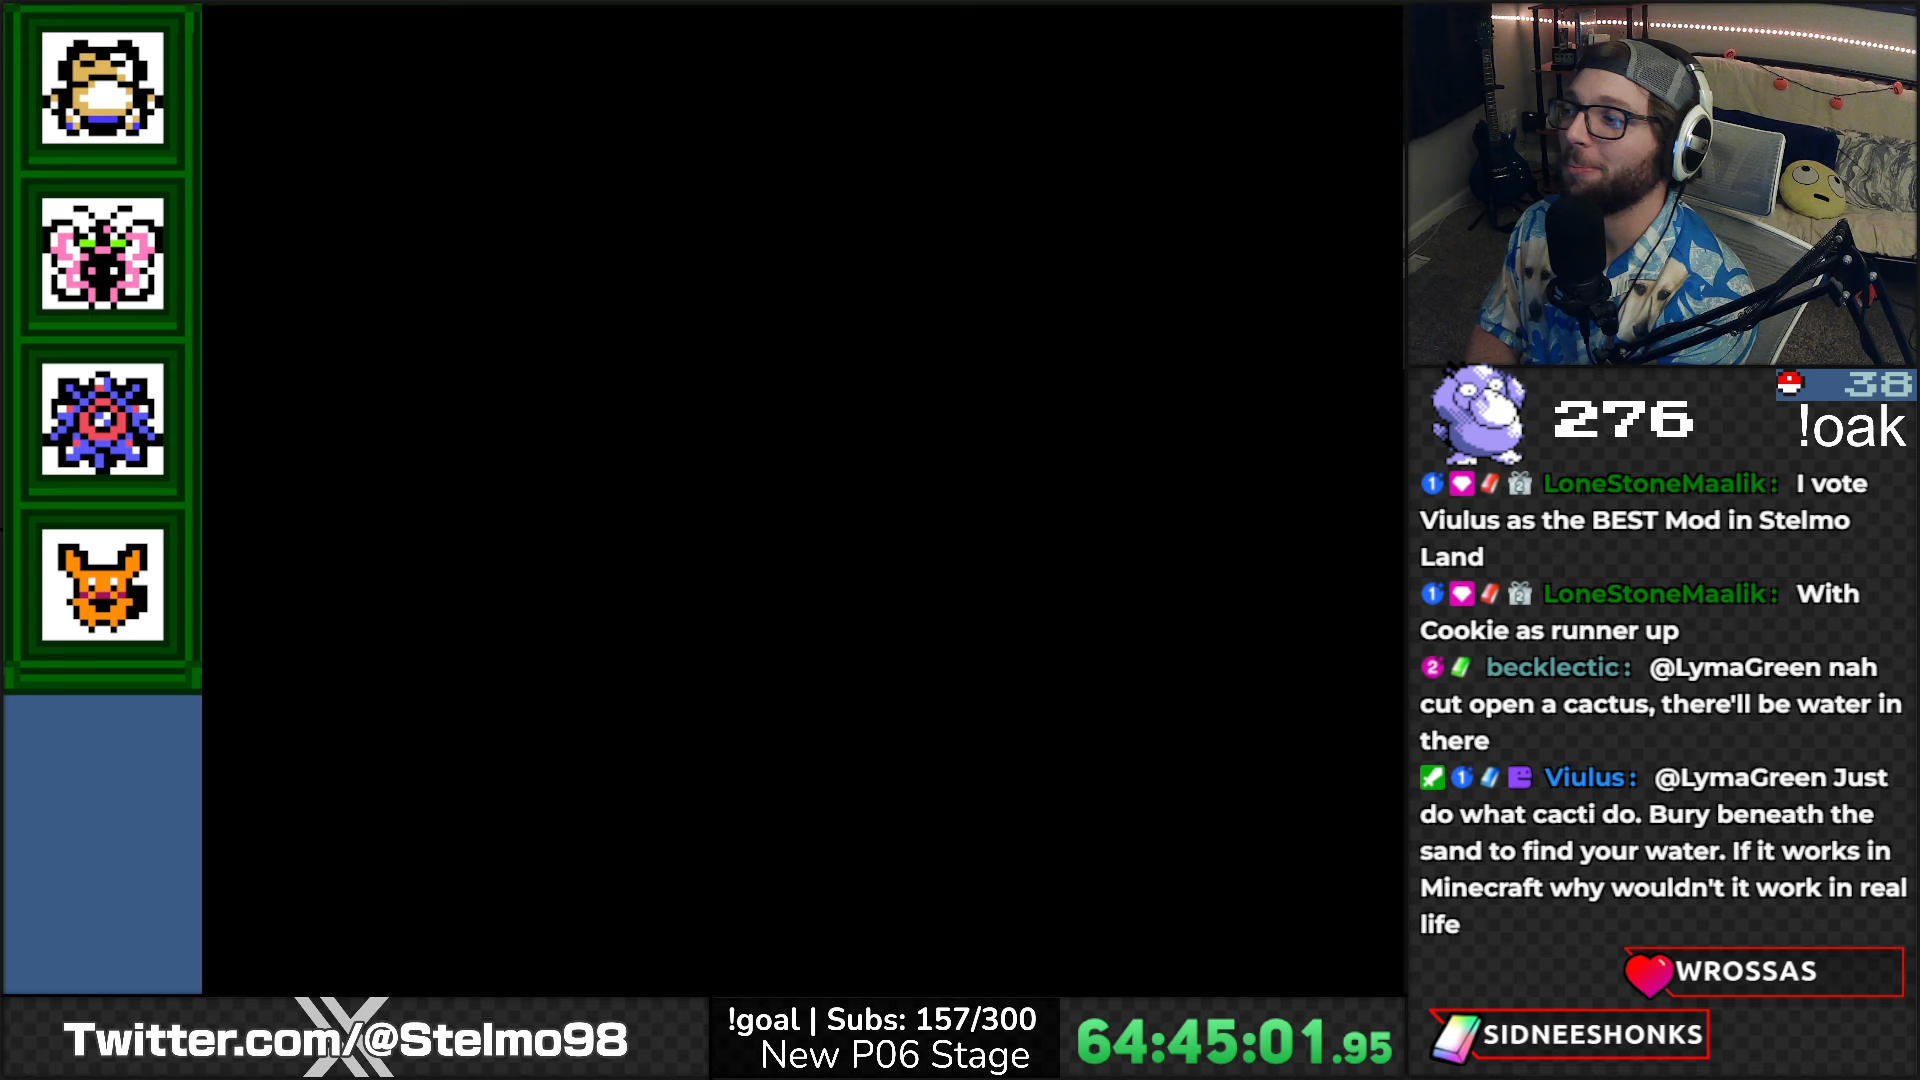 38
276
!oak
LoneStoneMaalik: I vote
Viulus as the BEST Mod in Stelmo
Land
LoneStoneMaalik: With
Cookie as runner up
2 becklectic: @LymaGreen nah
cut open a cactus, there'll be water in
there
1 Viulus: @LymaGreen Just
do what cacti do. Bury beneath the
sand to find your water. If it works in
Minecraft why wouldn't it work in real
life
WROSSAS
SIDNEESHONKS
Twitter.com/@Stelmo98
!goal | Subs: 157/300
New P06 Stage
64:45:01.95